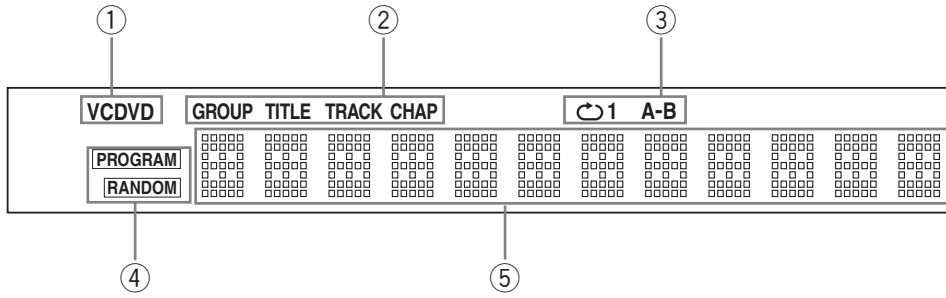 ① ② ③
VCDVD GROUP TITLE TRACK CHAP 1 A-B
PROGRAM
RANDOM
④ ⑤